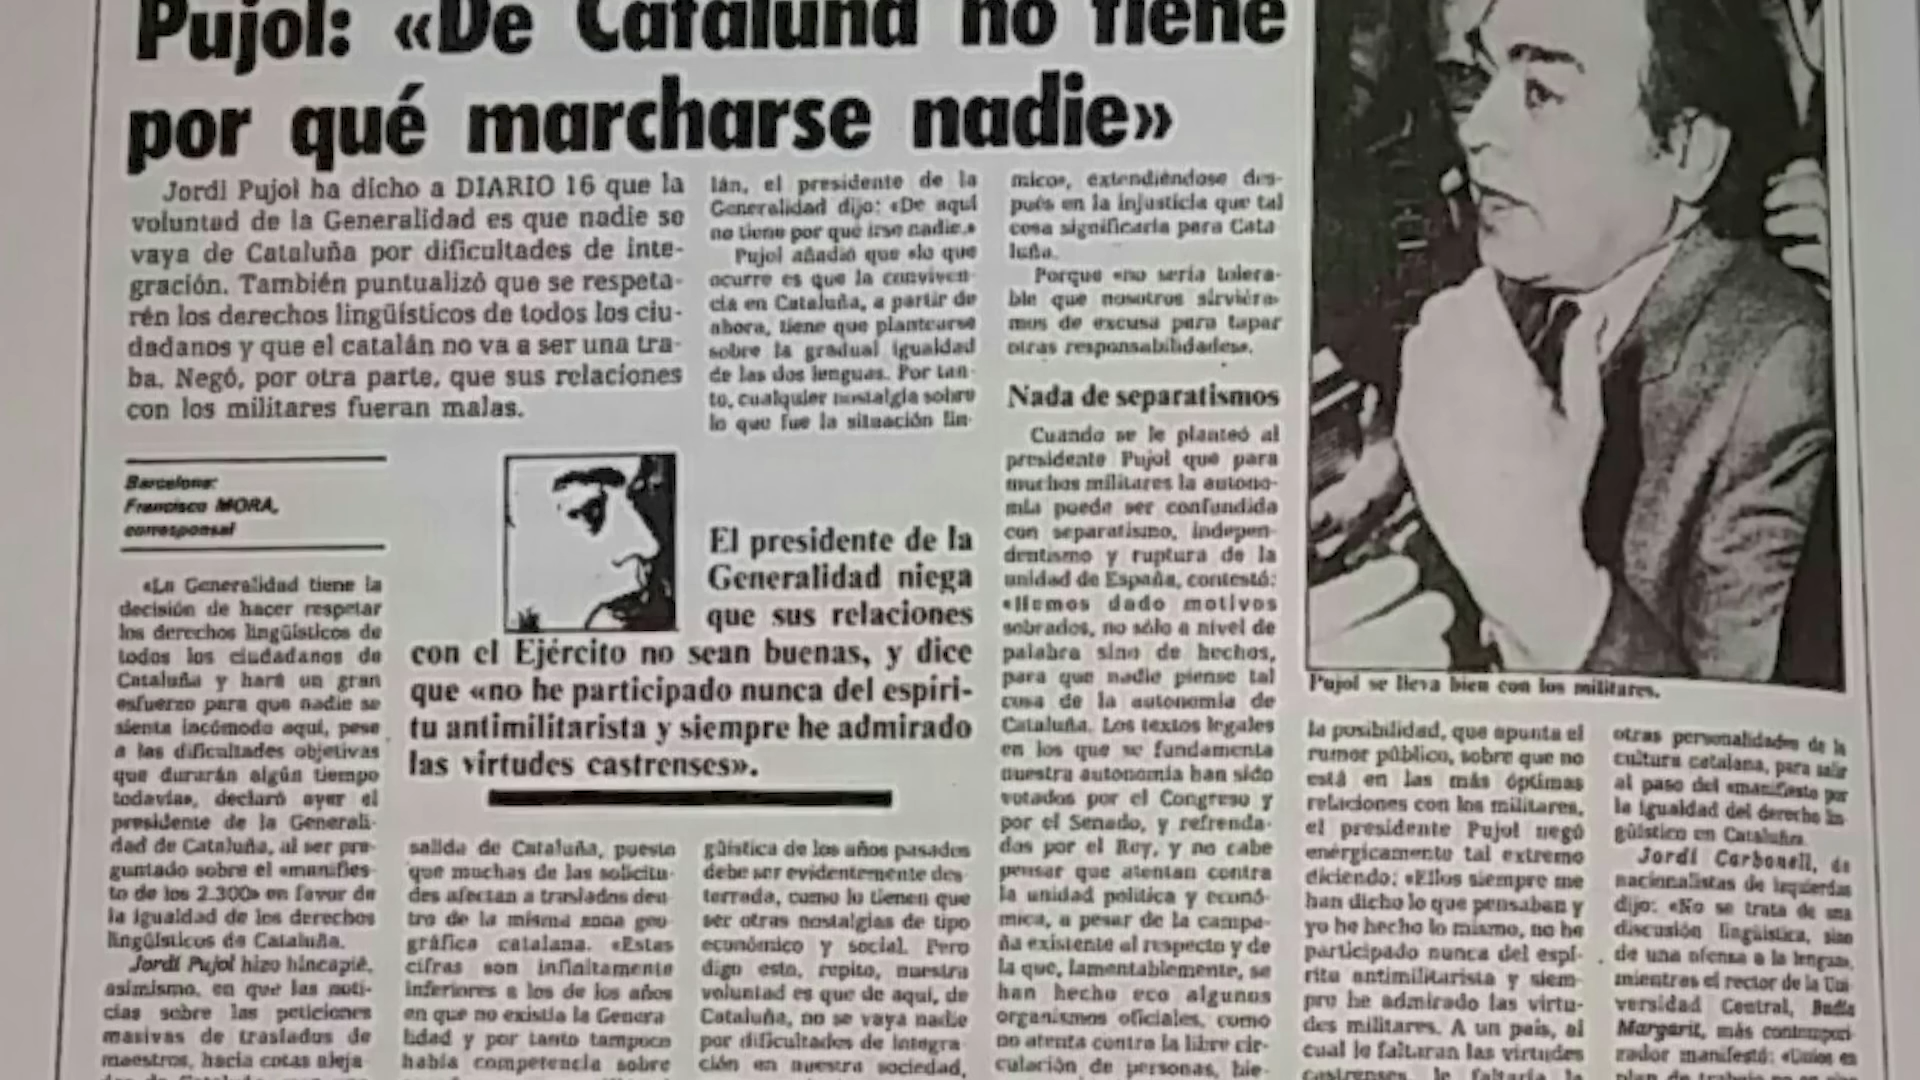 Pujol: «De Cataluña no tiene
por qué marcharse nadie»
Jordi Pujol ha dicho a DIARIO 16 que la
voluntad de la Generalidad es que nadie se
vaya de Cataluña por dificultades de inte-
gración. También puntualizó que se respeta-
rén los derechos lingüísticos de todos los ciu-
dadanos y que el catalán no va a ser una tra-
ba. Negó, por otra parte, que sus relaciones
con los militares fueran malas.
Barcelona:
Francisco MORA,
corresponsal
«La Generalidad tiene la
decisión de hacer respetar
los derechos lingüísticos de
todos los ciudadanos de
Cataluña y hará un gran
esfuerzo para que nadie se
sienta incómodo aquí, pese
a las dificultades objetivas
que durarán algún tiempo
todavía», declaró ayer el
presidente de la Generali-
dad de Cataluña, al ser pre-
guntado sobre el «manifies-
to de los 2.300» en favor de
la igualdad de los derechos
lingüísticos de Cataluña.
Jordi Pujol hizo hincapié,
asimismo, en que las noti-
cias sobre las peticiones
masivas de traslados de
maestros, hacia cotas aleja-
das de Cataluña
El presidente de la
Generalidad niega
que sus relaciones
con el Ejército no sean buenas, y dice
que «no he participado nunca del espíri-
tu antimilitarista y siempre he admirado
las virtudes castrenses».
salida de Cataluña, puesto
que muchas de las solicitu-
des afectan a traslados den-
tro de la misma zona geo-
gráfica catalana. «Estas
cifras son infinitamente
inferiores a los de los años
en que no existía la Genera
lidad y por tanto tampoco
había competencia sobre
lán, el presidente de la
Generalidad dijo: «De aquí
no tiene por qué irse nadie.»
Pujol añadió que «lo que
ocurre es que la conviven-
cia en Cataluña, a partir de
ahora, tiene que plantearse
sobre la gradual igualdad
de las dos lenguas. Por tan-
to, cualquier nostalgia sobre
lo que fue la situación lin-
güística de los años pasados
debe ser evidentemente des-
terrada, como lo tienen que
ser otras nostalgias de tipo
económico y social. Pero
digo esto, repito, nuestra
voluntad es que de aquí, de
Cataluña, no se vaya nadie
por dificultades de integra-
ción en nuestra sociedad,
mico», extendiéndose des-
pués en la injusticia que tal
cosa significaría para Cata
luña.
Porque «no sería tolera-
ble que nosotros sirviéra-
mos de excusa para tapar
otras responsabilidades».
Nada de separatismos
Cuando se le planteó al
presidente Pujol que para
muchos militares la autono-
mía puede ser confundida
con separatismo, indepen-
dentismo y ruptura de la
unidad de España, contestó:
«Hemos dado motivos
sobrados, no sólo a nivel de
palabra sino de hechos,
para que nadie piense tal
cosa de la autonomía de
Cataluña. Los textos legales
en los que se fundamenta
nuestra autonomía han sido
votados por el Congreso y
por el Senado, y refrenda-
dos por el Rey, y no cabe
pensar que atentan contra
la unidad política y econó-
mica, a pesar de la campa-
ña existente al respecto y de
la que, lamentablemente, se
han hecho eco algunos
organismos oficiales, como
no atenta contra la libre cir-
culación de personas, bie-
Pujol se lleva bien con los militares.
la posibilidad, que apunta el
rumor público, sobre que no
está en las más óptimas
relaciones con los militares,
el presidente Pujol negó
enérgicamente tal extremo
diciendo: «Ellos siempre me
han dicho lo que pensaban y
yo he hecho lo mismo, no he
participado nunca del espí-
ritu antimilitarista y siem-
pre he admirado las virtu-
des militares. A un país, al
cual le faltaran las virtudes
castrenses, le faltaría la
otras personalidades de la
cultura catalana, para salir
al paso del «manifiesto por
la igualdad del derecho lin-
güístico en Cataluña».
Jordi Carbonell, de
nacionalistas de izquierdas
dijo: «No se trata de una
discusión lingüística, sino
de una ofensa a la lengua»,
mientras el rector de la Uni-
versidad Central, Badía
Margarit, más contempori-
zador manifestó: «Unios en
plan de trabajo no en